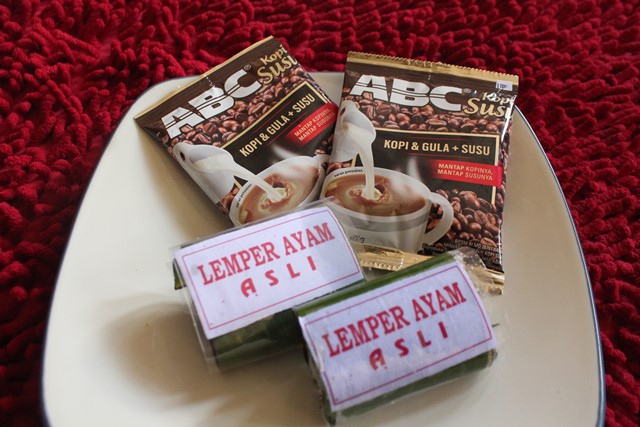 ABC Kopi
Susu
KOPI & GULA + SUSU
MANTAP KOPINYA,
MANTAP SUSUNYA
ABC Kopi
Susu
KOPI & GULA + SUSU
MANTAP KOPINYA,
MANTAP SUSUNYA
LEMPER AYAM
ASLI
LEMPER AYAM
ASLI